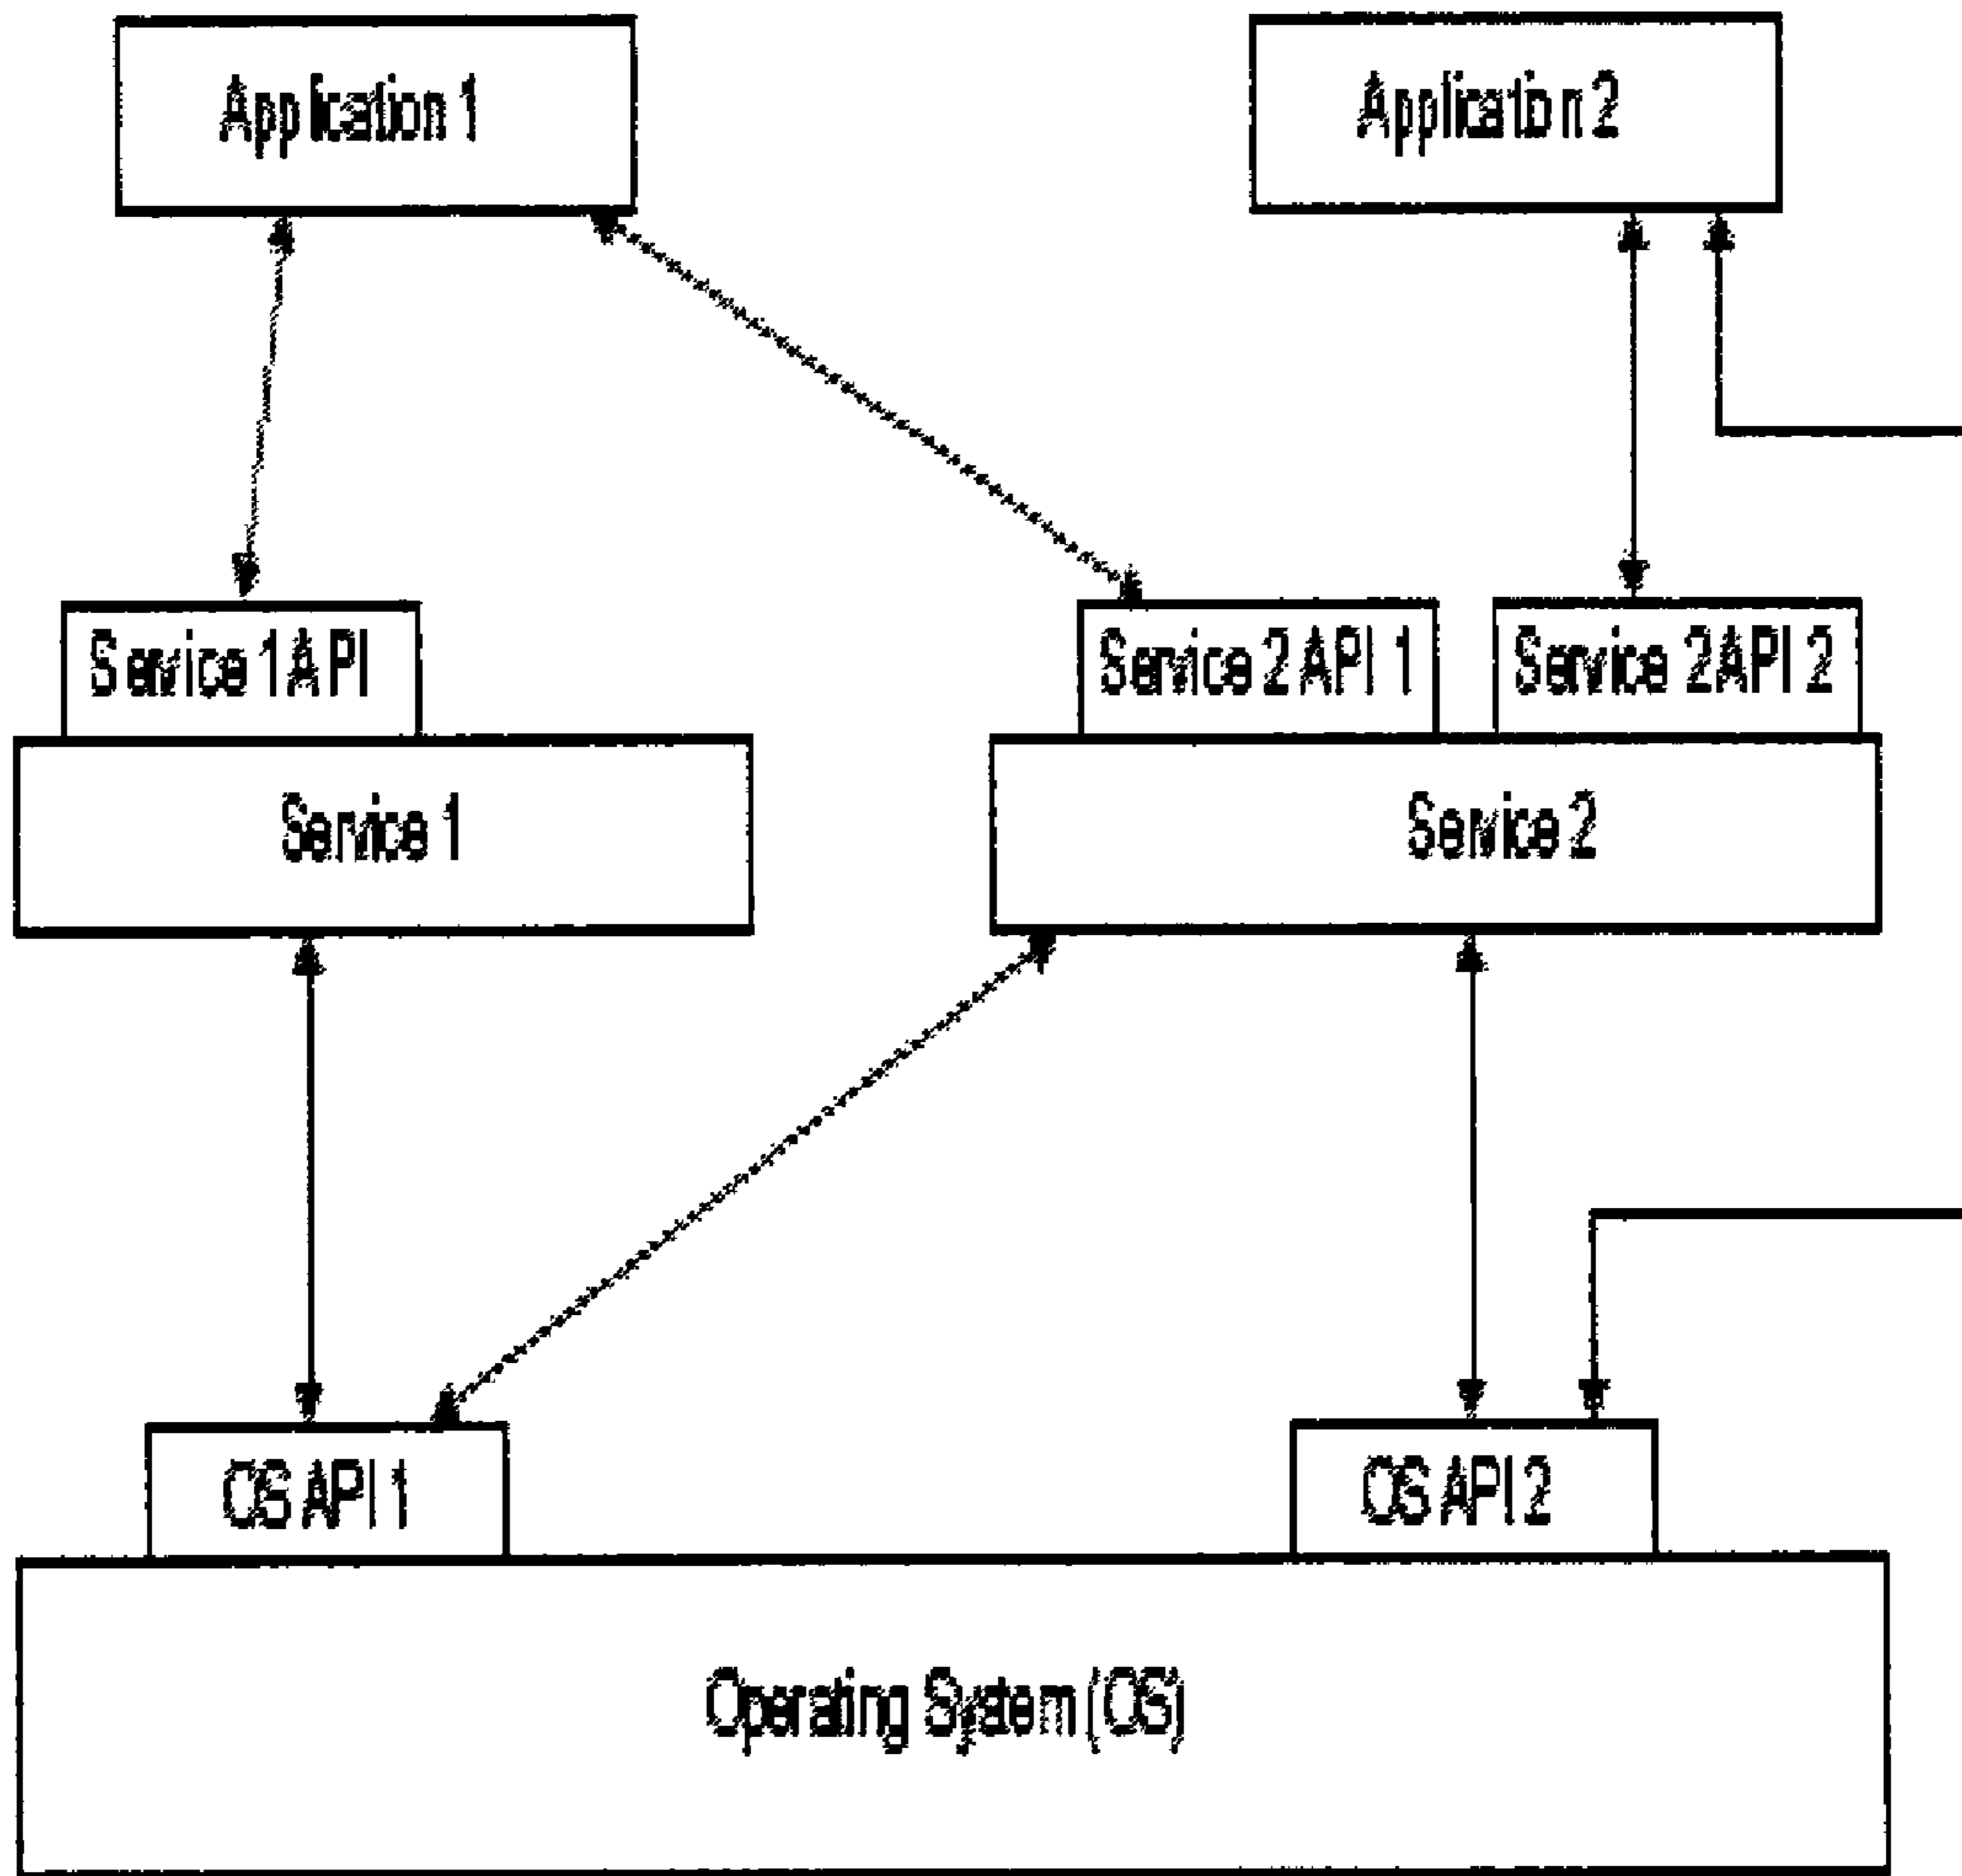 Application 1
Application 2
Service 1 API
Service 2 API 1
Service 2 API 2
Service 1
Service 2
OS API 1
OS API 2
Operating System (OS)